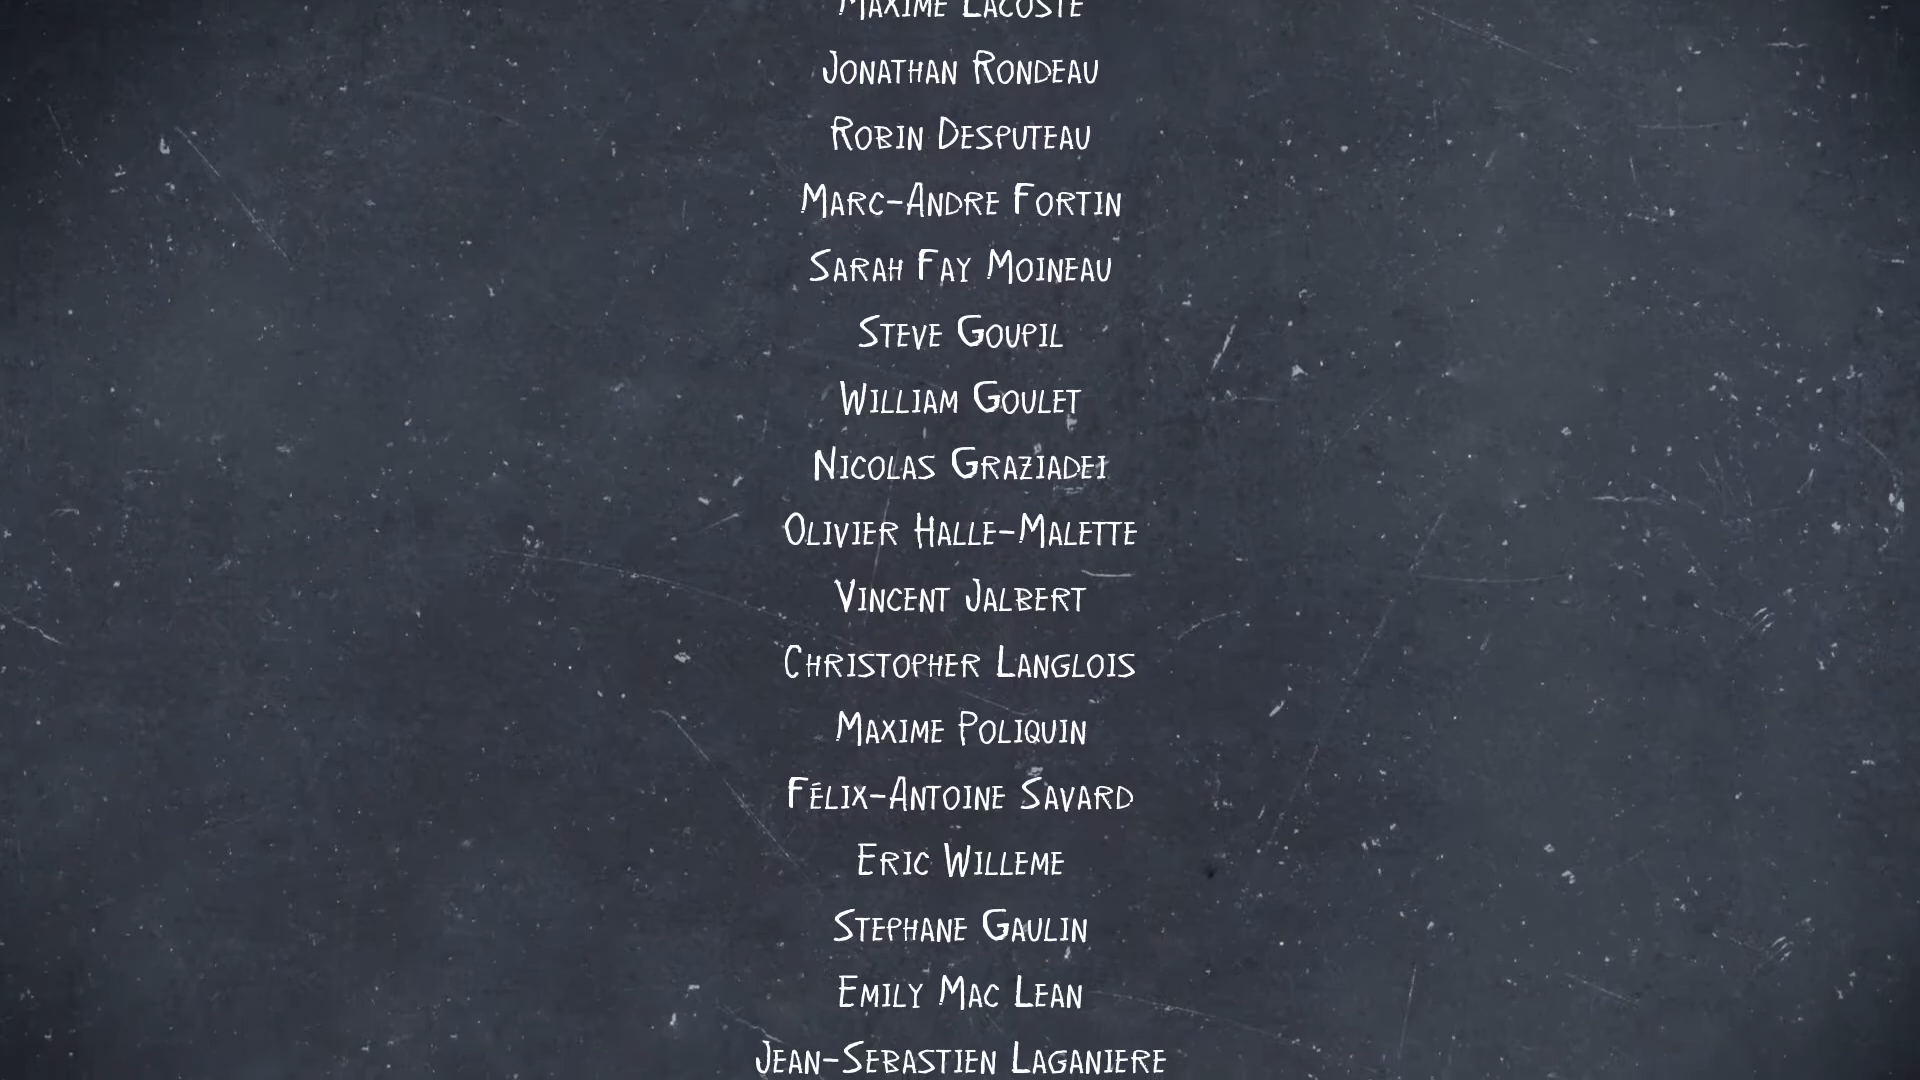 Maxime Lacoste
Jonathan Rondeau
Robin Desputeau
Marc-Andre Fortin
Sarah Fay Moineau
Steve Goupil
William Goulet
Nicolas Graziadei
Olivier Halle-Malette
Vincent Jalbert
Christopher Langlois
Maxime Poliquin
Félix-Antoine Savard
Eric Willeme
Stephane Gaulin
Emily Mac Lean
Jean-Sebastien Laganiere